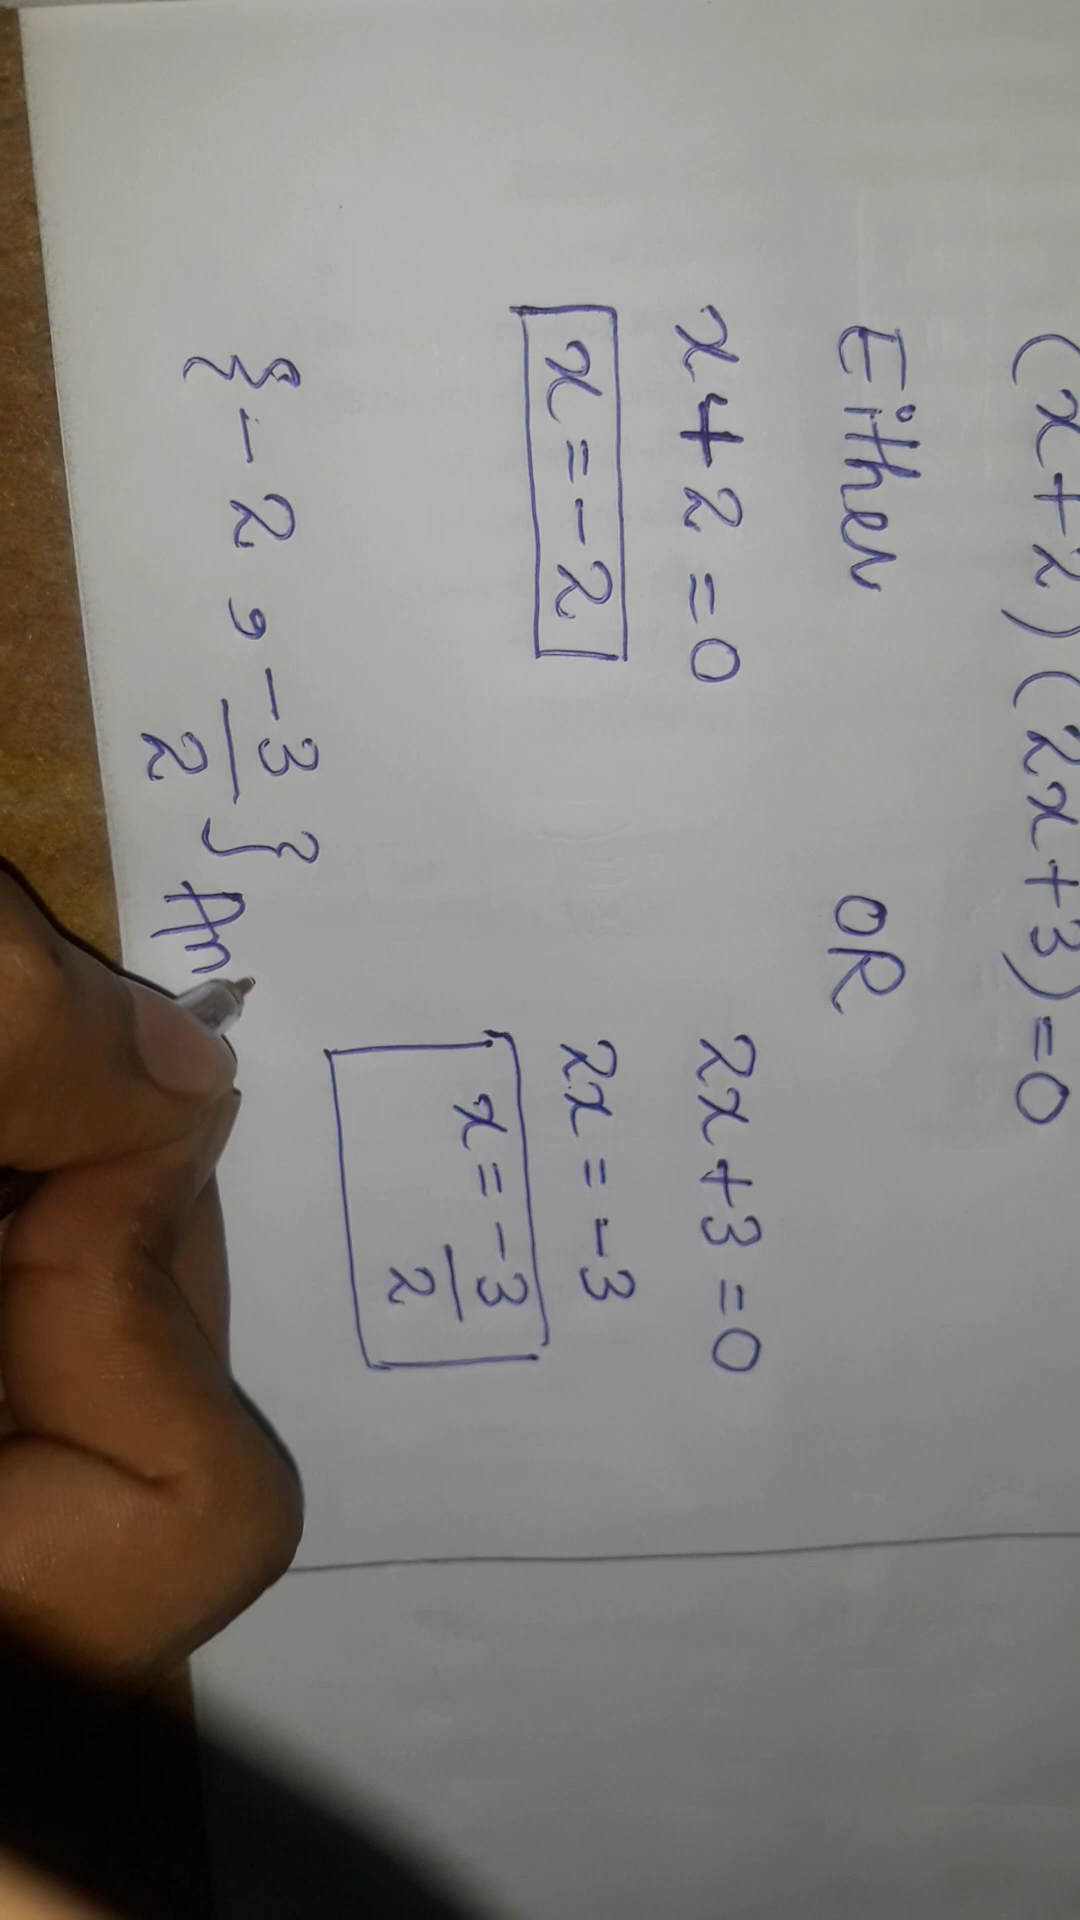 (x+2)(2x+3)=0
Either OR
x+2=0 2x+3=0
x=-2 2x=-3
x=-3/2
{-2, -3/2} An